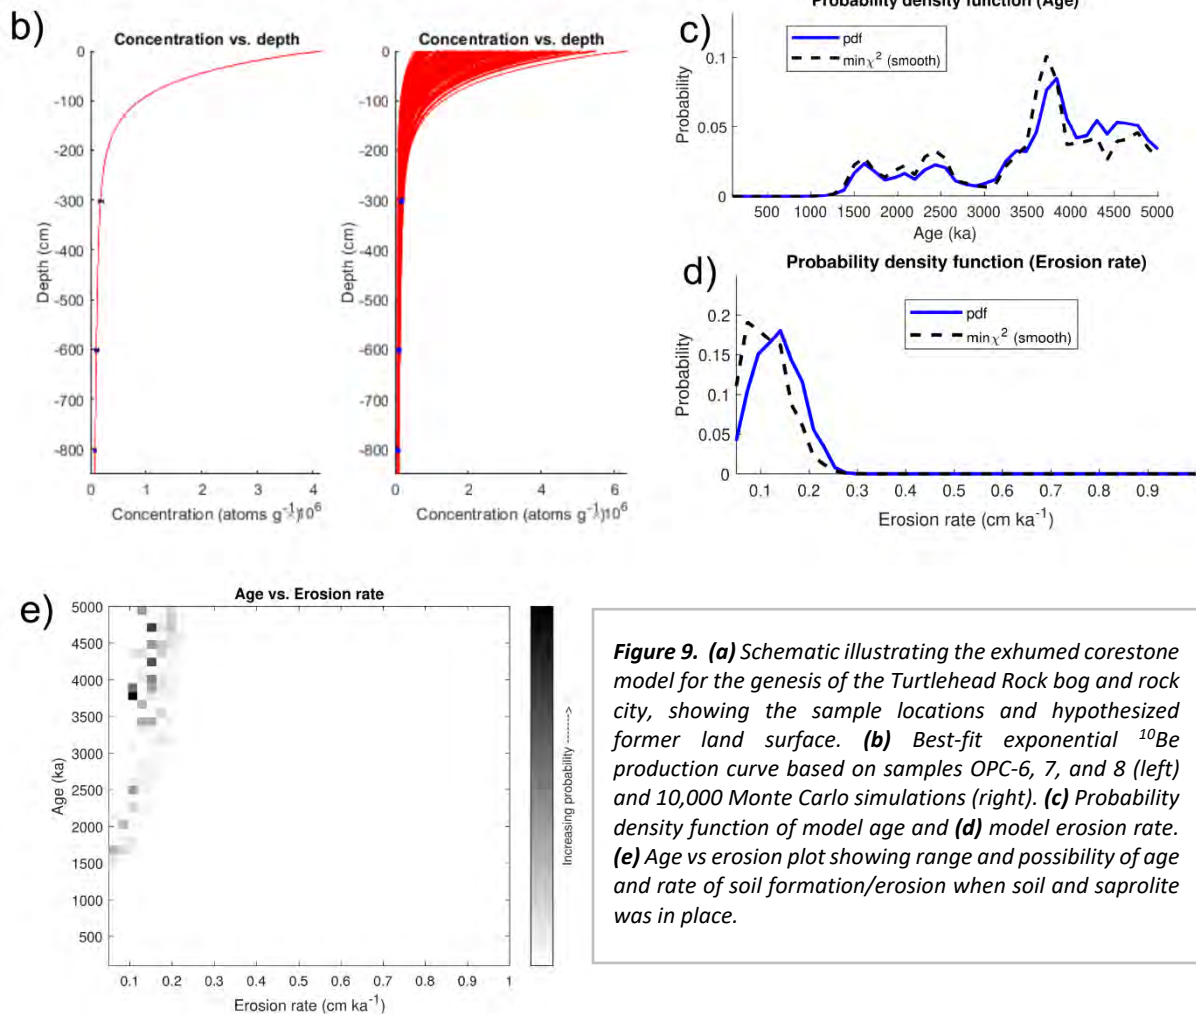 b)
Concentration vs. depth
0
-100
-200
-300
-400
-500
-600
-700
-800
Depth (cm)
0 1 2 3 4
Concentration (atoms g⁻¹)10⁶
Concentration vs. depth
0
-100
-200
-300
-400
-500
-600
-700
-800
Depth (cm)
0 1 2 3 4 5 6
Concentration (atoms g⁻¹)10⁶
c)
Probability density function (Age)
pdf
minχ² (smooth)
0.1
0.05
0
Probability
500 1000 1500 2000 2500 3000 3500 4000 4500 5000
Age (ka)
d)
Probability density function (Erosion rate)
pdf
minχ² (smooth)
0.2
0.15
0.1
0.05
0
Probability
0.1 0.2 0.3 0.4 0.5 0.6 0.7 0.8 0.9
Erosion rate (cm ka⁻¹)
e)
Age vs. Erosion rate
5000
4500
4000
3500
3000
2500
2000
1500
1000
500
Age (ka)
0.1 0.2 0.3 0.4 0.5 0.6 0.7 0.8 0.9 1
Erosion rate (cm ka⁻¹)
Increasing probability ------->
Figure 9. (a) Schematic illustrating the exhumed corestone
model for the genesis of the Turtlehead Rock bog and rock
city, showing the sample locations and hypothesized
former land surface. (b) Best-fit exponential ¹⁰Be
production curve based on samples OPC-6, 7, and 8 (left)
and 10,000 Monte Carlo simulations (right). (c) Probability
density function of model age and (d) model erosion rate.
(e) Age vs erosion plot showing range and possibility of age
and rate of soil formation/erosion when soil and saprolite
was in place.